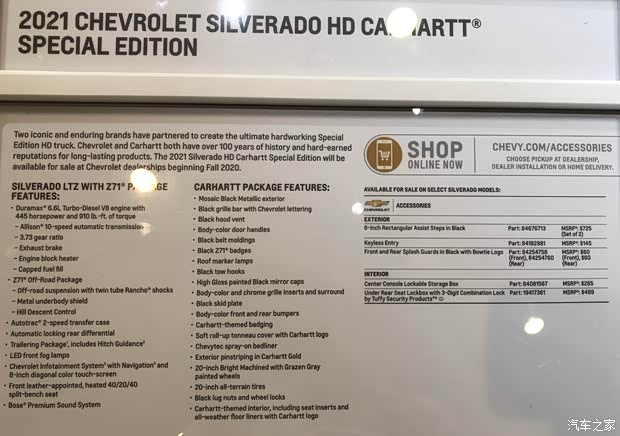 2021 CHEVROLET SILVERADO HD CARHARTT®
SPECIAL EDITION
Two iconic and enduring brands have partnered to create the ultimate hardworking Special
Edition HD truck. Chevrolet and Carhartt both have over 100 years of history and hard-earned
reputations for long-lasting products. The 2021 Silverado HD Carhartt Special Edition will be
available for sale at Chevrolet dealerships beginning Fall 2020.
SILVERADO LTZ WITH Z71® PACKAGE
FEATURES:
• Duramax® 6.6L Turbo-Diesel V8 engine with
445 horsepower and 910 lb.-ft. of torque
– Allison® 10-speed automatic transmission
– 3.73 gear ratio
– Exhaust brake
– Engine block heater
– Capped fuel fill
• Z71® Off-Road Package
– Off-road suspension with twin tube Rancho® shocks
– Metal underbody shield
– Hill Descent Control
• Autotrac® 2-speed transfer case
• Automatic locking rear differential
• Trailering Package, includes Hitch Guidance
• LED front fog lamps
• Chevrolet Infotainment System with Navigation and
8-inch diagonal color touch-screen
• Front leather-appointed, heated 40/20/40
split-bench seat
• Bose® Premium Sound System
CARHARTT PACKAGE FEATURES:
• Mosaic Black Metallic exterior
• Black grille bar with Chevrolet lettering
• Black hood vent
• Body-color door handles
• Black belt moldings
• Black Z71® badges
• Roof marker lamps
• Black tow hooks
• High Gloss painted Black mirror caps
• Body-color and chrome grille inserts and surround
• Black skid plate
• Body-color front and rear bumpers
• Carhartt-themed badging
• Soft roll-up tonneau cover with Carhartt logo
• Chevytec spray-on bedliner
• Exterior pinstriping in Carhartt Gold
• 20-inch Bright Machined with Grazen Gray
painted wheels
• 20-inch all-terrain tires
• Black lug nuts and wheel locks
• Carhartt-themed interior, including seat inserts and
all-weather floor liners with Carhartt logo
SHOP
ONLINE NOW
CHEVY.COM/ACCESSORIES
CHOOSE PICKUP AT DEALERSHIP,
DEALER INSTALLATION OR HOME DELIVERY.
AVAILABLE FOR SALE ON SELECT SILVERADO MODELS:
CHEVROLET ACCESSORIES
EXTERIOR
6-inch Rectangular Assist Steps in Black Part: 84676713 MSRP: $725
(Set of 2)
Keyless Entry Part: 84182981 MSRP: $145
Front and Rear Splash Guards in Black with Bowtie Logo Part: 84254758 MSRP: $60
(Front), 84254760 (Front), $60
(Rear) (Rear)
INTERIOR
Center Console Lockable Storage Box Part: 84081567 MSRP: $265
Under Rear Seat Lockbox with 3-Digit Combination Lock Part: 19417361 MSRP: $489
by Tuffy Security Products™
汽车之家